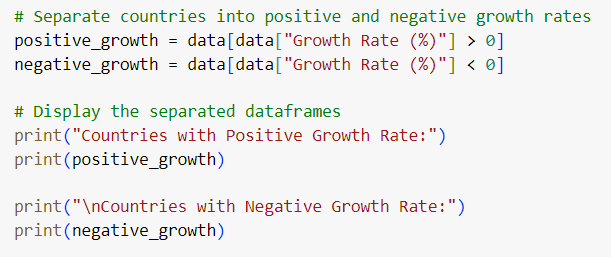 # Separate countries into positive and negative growth rates
positive_growth = data[data["Growth Rate (%)"] > 0]
negative_growth = data[data["Growth Rate (%)"] < 0]
# Display the separated dataframes
print("Countries with Positive Growth Rate:")
print(positive_growth)
print("\nCountries with Negative Growth Rate:")
print(negative_growth)